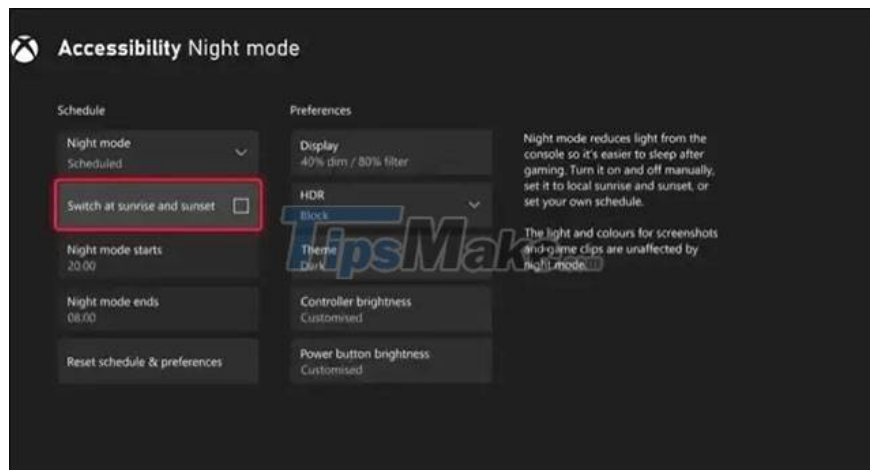 Accessibility Night mode
Schedule
Night mode
Scheduled
Switch at sunrise and sunset
Night mode starts
20:00
Night mode ends
08:00
Reset schedule & preferences
Preferences
Display
40% dim / 80% filter
HDR
Block
Theme
Dark
Controller brightness
Customised
Power button brightness
Customised
Night mode reduces light from the
console so it's easier to sleep after
gaming. Turn it on and off manually,
set it to local sunrise and sunset, or
set your own schedule.
The light and colours for screenshots
and game clips are unaffected by
night mode.
TipsMake.com